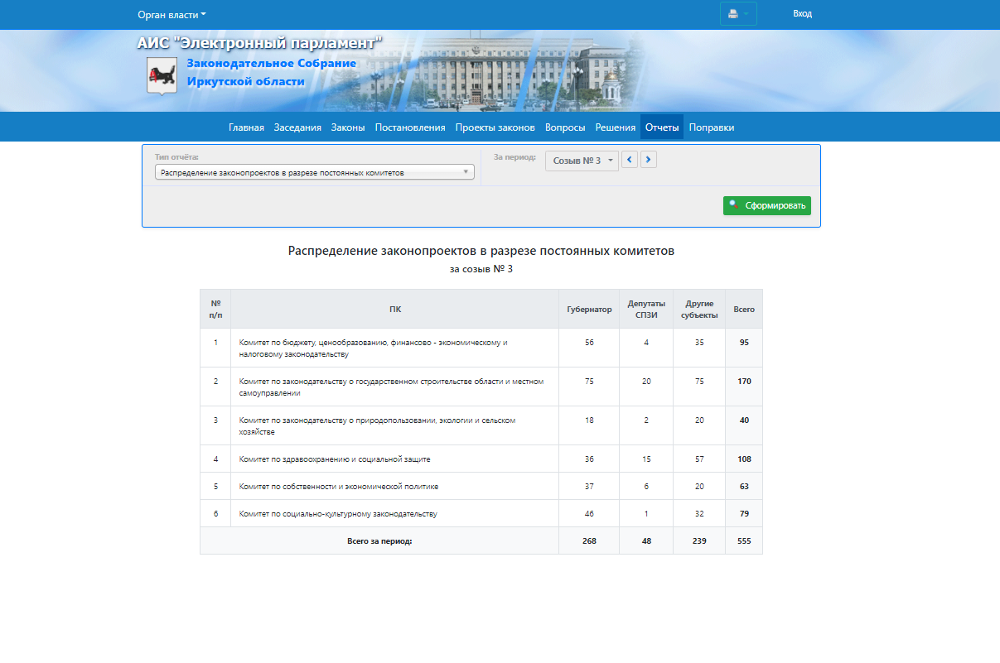 Орган власти
Вход
АИС "Электронный парламент"
Законодательное Собрание
Иркутской области
Главная Заседания Законы Постановления Проекты законов Вопросы Решения Отчеты Поправки
Тип отчёта:
За период:
Созыв № 3
Распределение законопроектов в разрезе постоянных комитетов
Сформировать
Распределение законопроектов в разрезе постоянных комитетов
за созыв № 3
№ п/п ПК Губернатор Депутаты СПЗИ Другие субъекты Всего
1 Комитет по бюджету, ценообразованию, финансово - экономическому и 56 4 35 95
налоговому законодательству
2 Комитет по законодательству о государственном строительстве области и местном 75 20 75 170
самоуправлении
3 Комитет по законодательству о природопользовании, экологии и сельском 18 2 20 40
хозяйстве
4 Комитет по здравоохранению и социальной защите 36 15 57 108
5 Комитет по собственности и экономической политике 37 6 20 63
6 Комитет по социально-культурному законодательству 46 1 32 79
Всего за период: 268 48 239 555